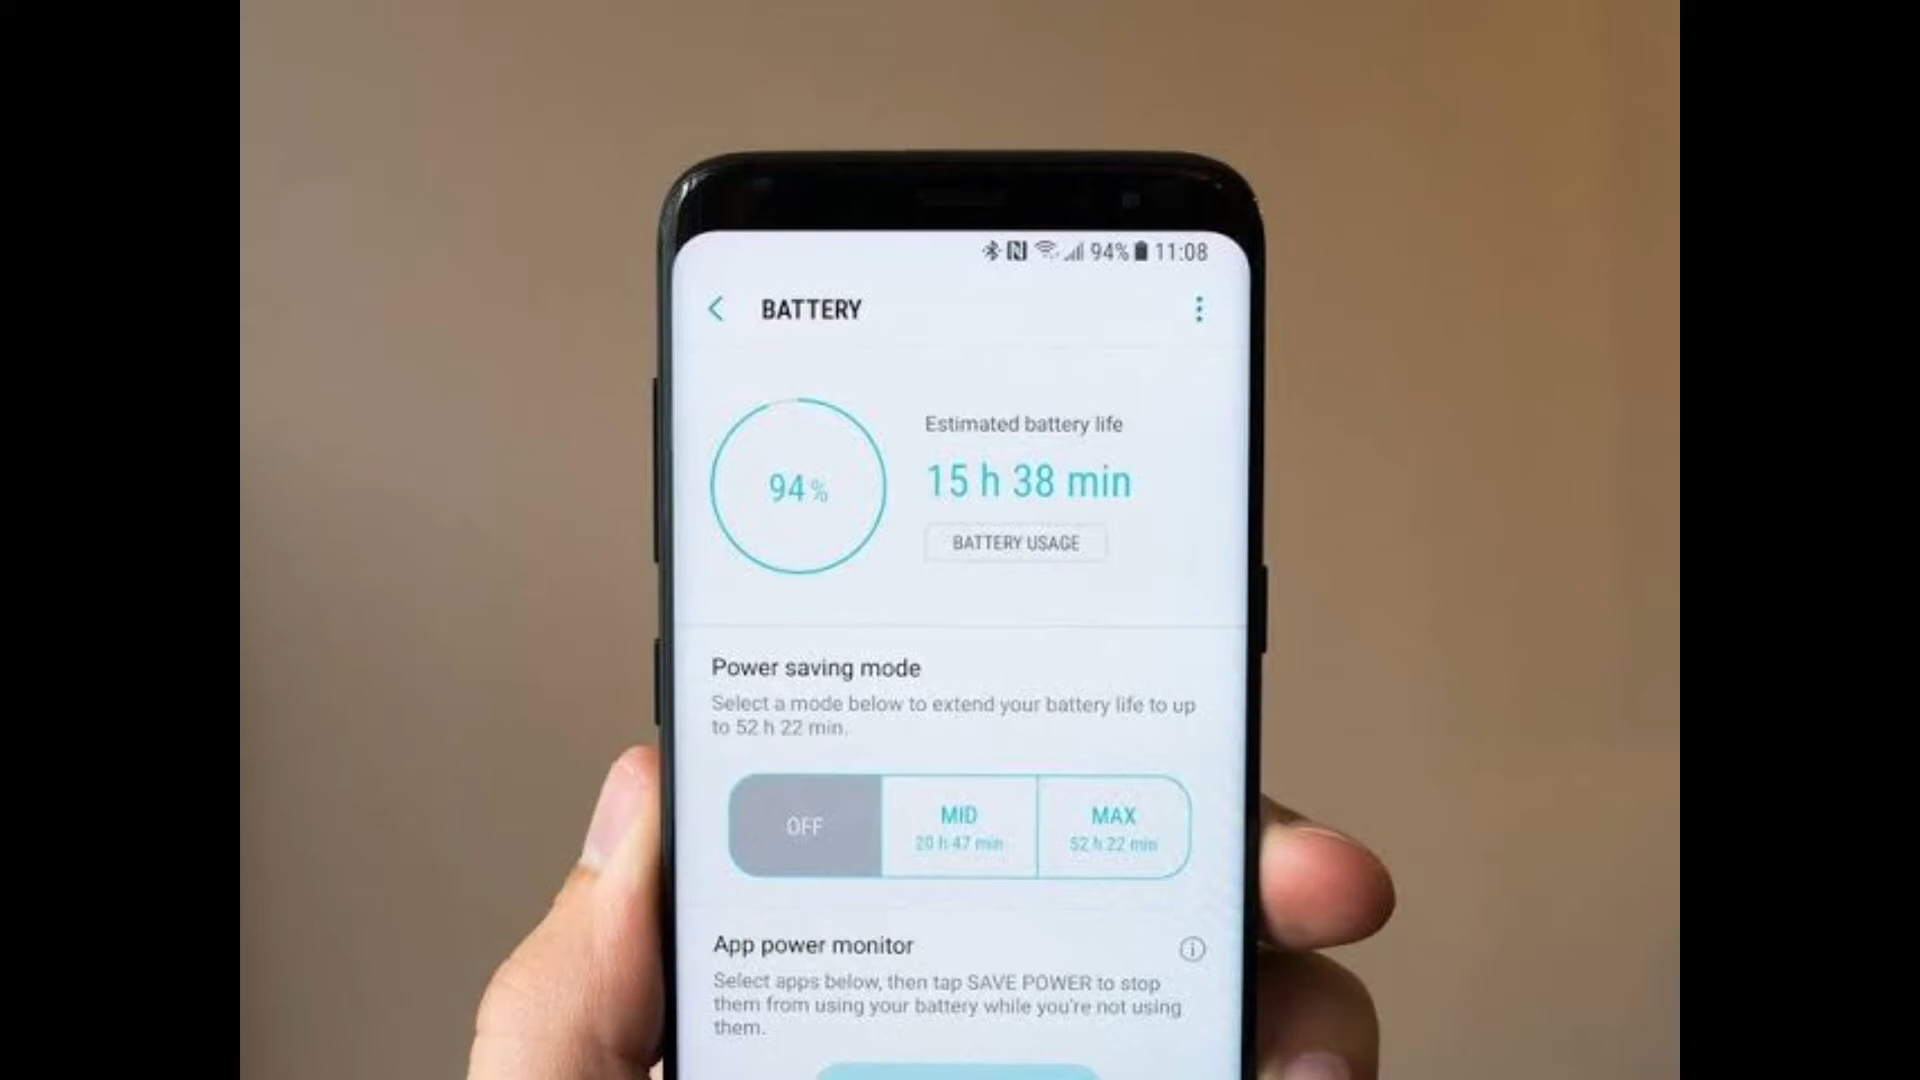 94% 11:08
BATTERY
Estimated battery life
94%
15 h 38 min
BATTERY USAGE
Power saving mode
Select a mode below to extend your battery life to up
to 52 h 22 min.
OFF
MID
20 h 47 min
MAX
52 h 22 min
App power monitor
Select apps below, then tap SAVE POWER to stop
them from using your battery while you're not using
them.